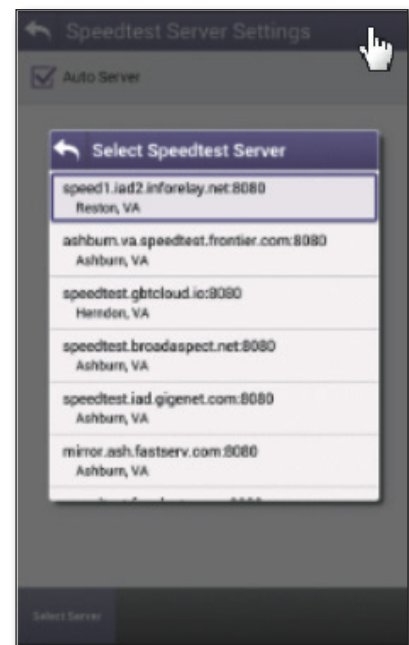 Speedtest Server Settings
Auto Server
Select Speedtest Server
speed1.iad2.inforelay.net:8080
Reston, VA
ashburn.va.speedtest.frontier.com:8080
Ashburn, VA
speedtest.gbtcloud.io:8080
Herndon, VA
speedtest.broadaspect.net:8080
Ashburn, VA
speedtest.iad.gigenet.com:8080
Ashburn, VA
mirror.ash.fastserv.com:8080
Ashburn, VA
Select Server